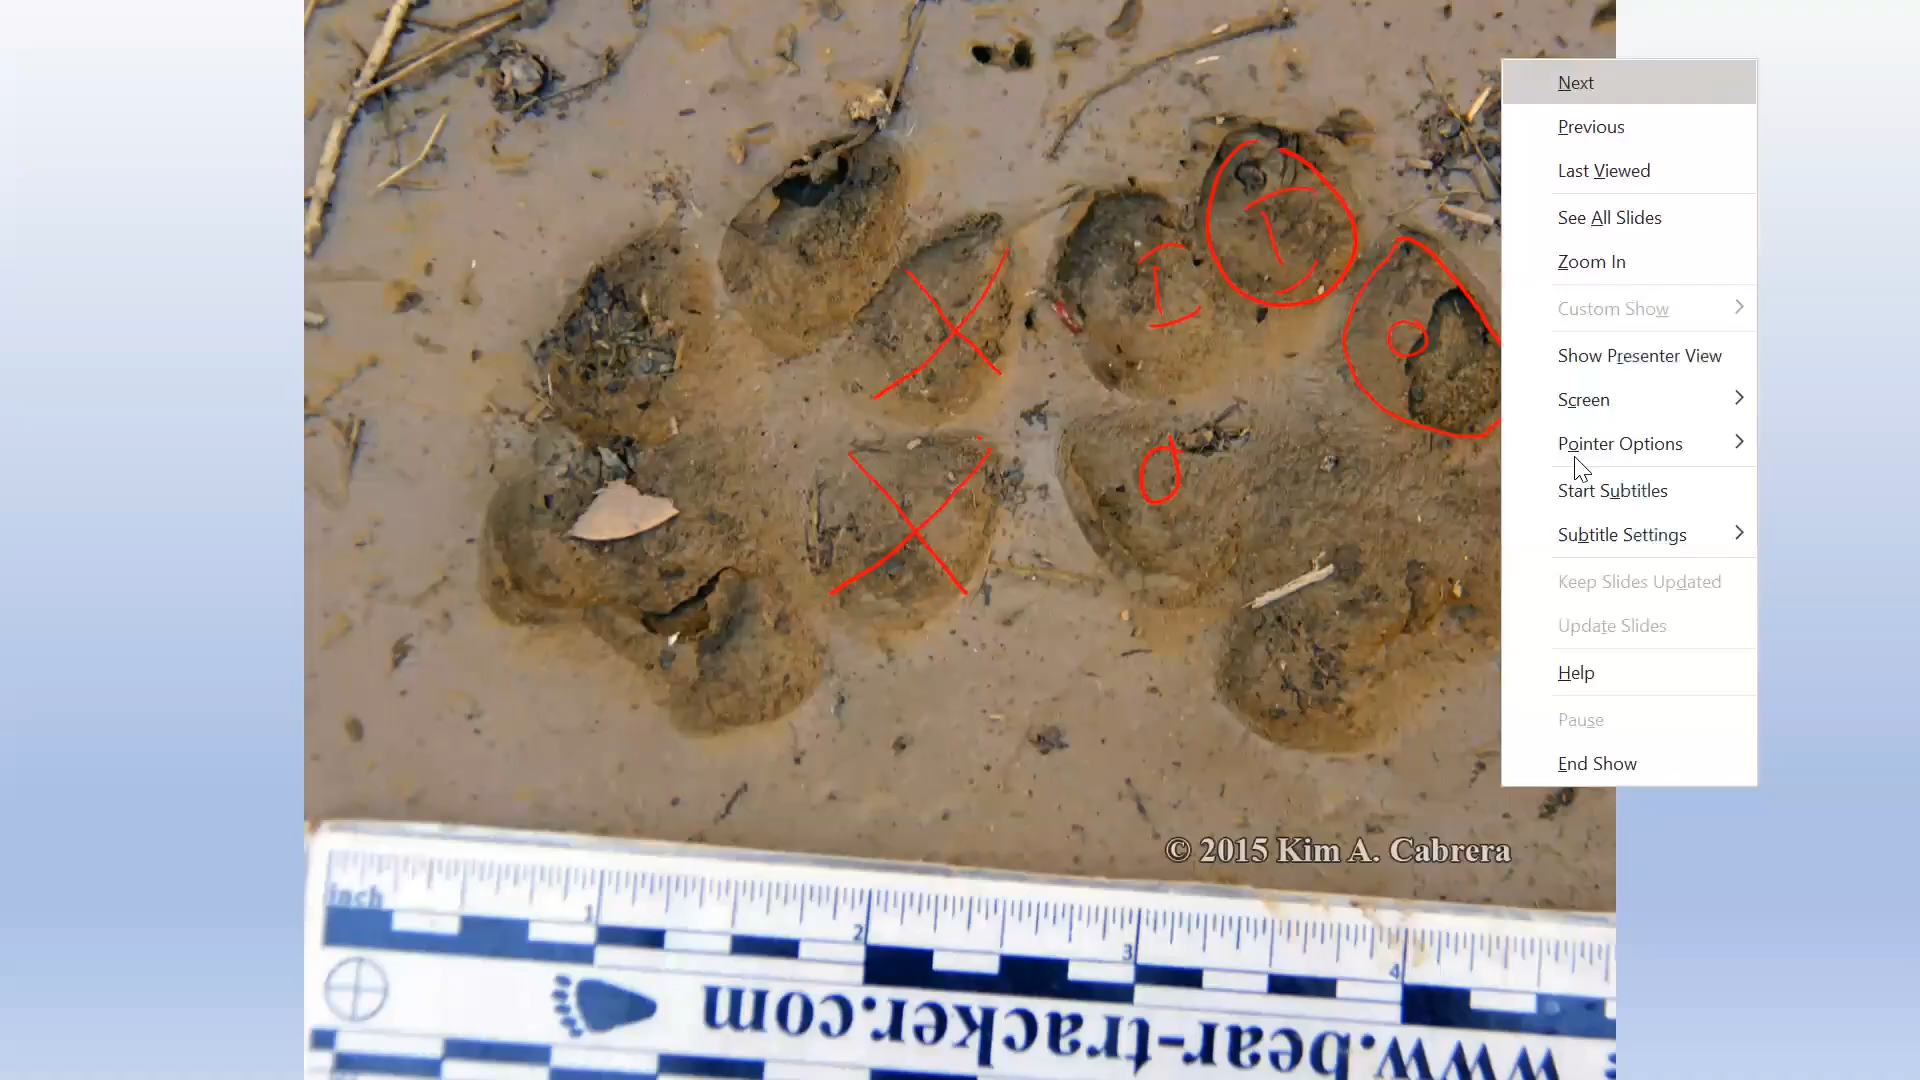 Next
Previous
Last Viewed
See All Slides
Zoom In
Custom Show
Show Presenter View
Screen
Pointer Options
Start Subtitles
Subtitle Settings
Keep Slides Updated
Update Slides
Help
Pause
End Show
I
I
O
© 2015 Kim A. Cabrera
inch
1
2
3
4
www.bear-tracker.com